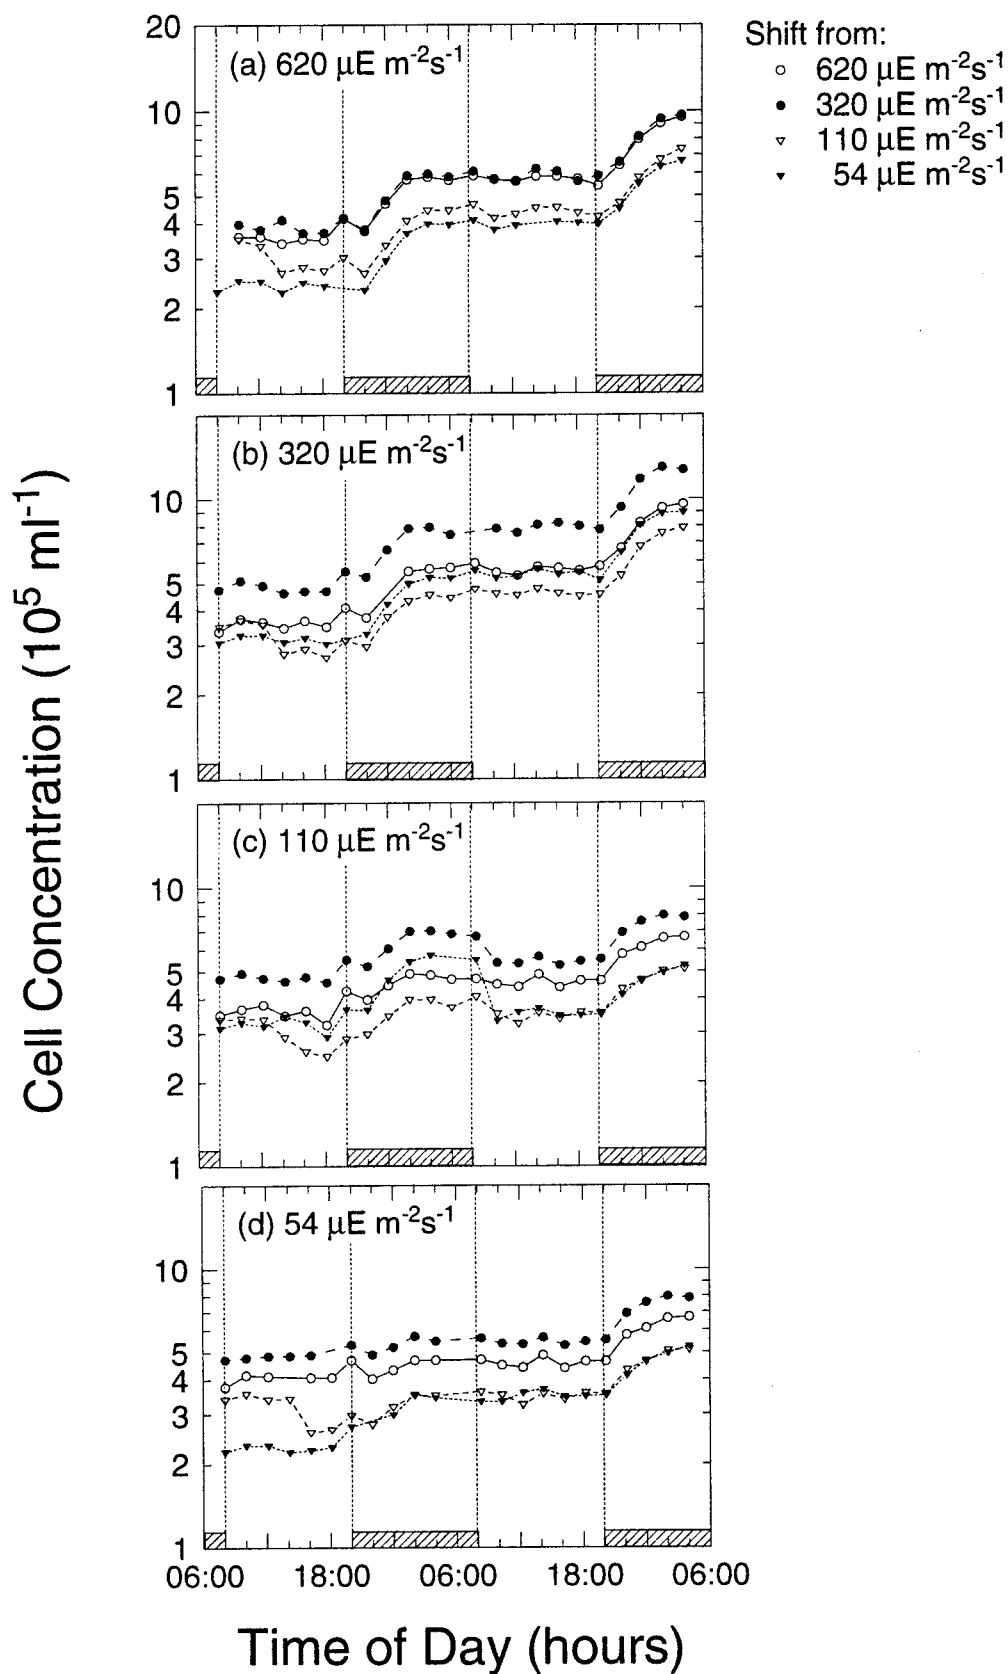 Shift from:
620 µE m-2s-1
320 µE m-2s-1
110 µE m-2s-1
54 µE m-2s-1
Cell Concentration (10^5 ml-1)
(a) 620 µE m-2s-1
20
10
5
4
3
2
1
(b) 320 µE m-2s-1
10
5
4
3
2
1
(c) 110 µE m-2s-1
10
5
4
3
2
1
(d) 54 µE m-2s-1
10
5
4
3
2
1
06:00 18:00 06:00 18:00 06:00
Time of Day (hours)